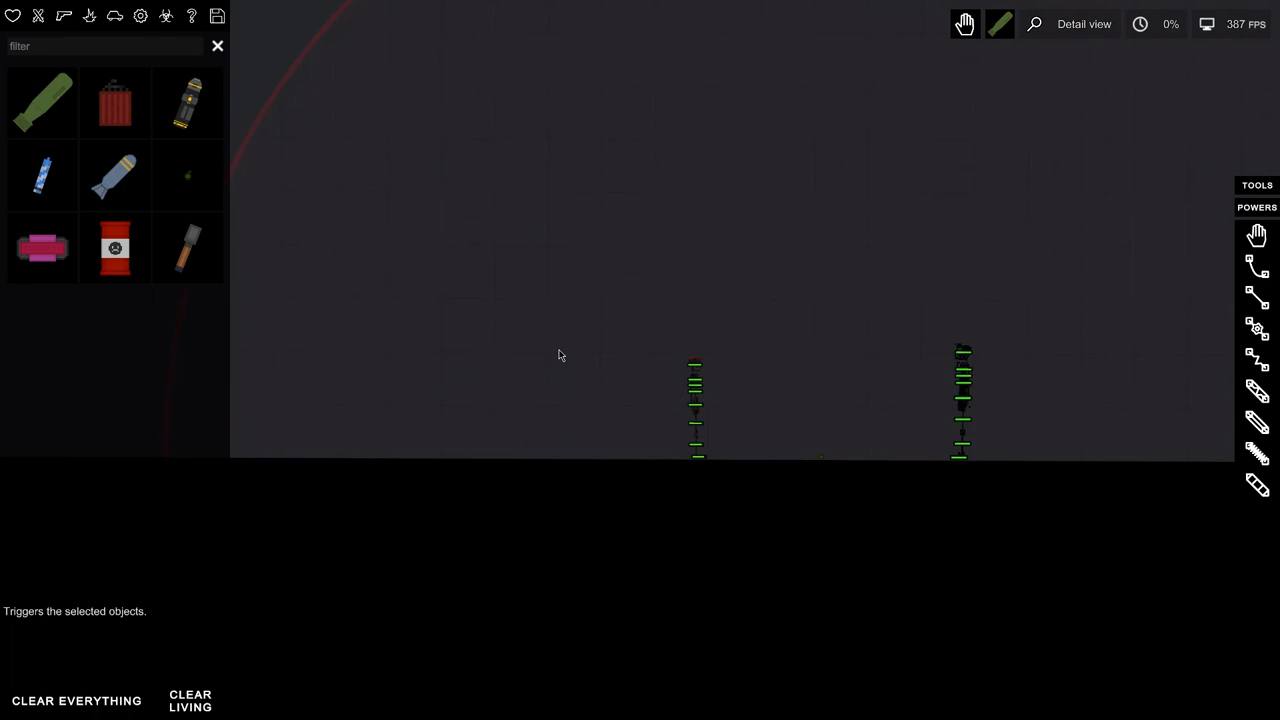 filter
Detail view
0%
387 FPS
TOOLS
POWERS
Triggers the selected objects.
CLEAR EVERYTHING
CLEAR
LIVING